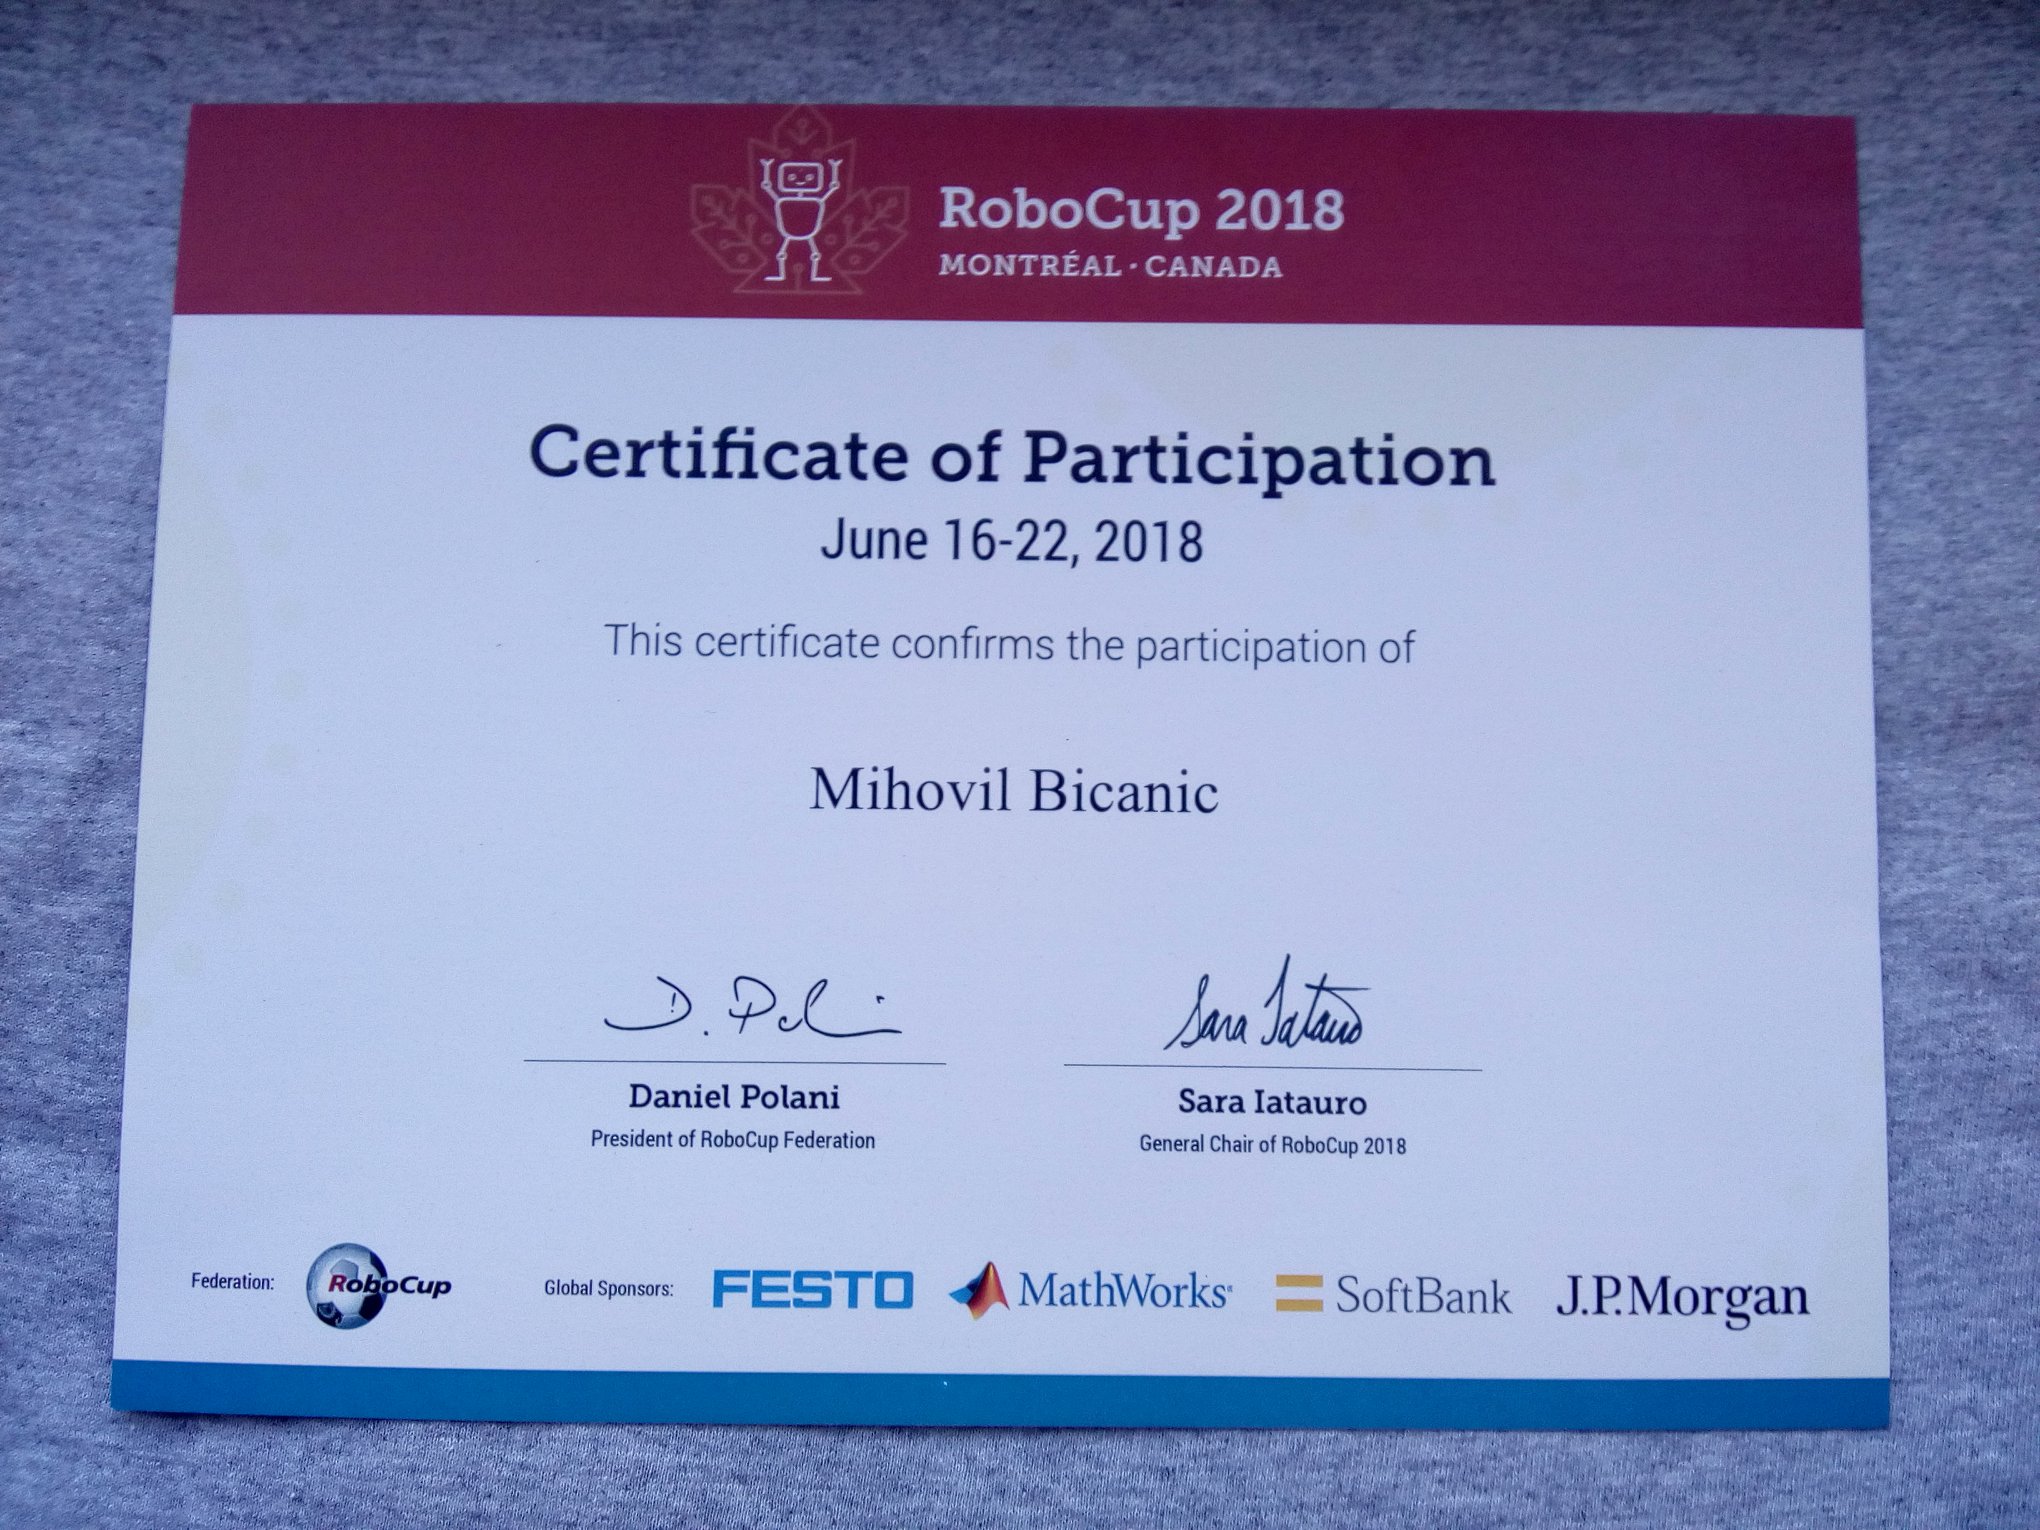 RoboCup 2018
MONTRÉAL · CANADA
Certificate of Participation
June 16-22, 2018
This certificate confirms the participation of
Mihovil Bicanic
D. Polani
Sara Iatauro
Daniel Polani
Sara Iatauro
President of RoboCup Federation
General Chair of RoboCup 2018
Federation: RoboCup Global Sponsors: FESTO MathWorks® SoftBank J.P.Morgan